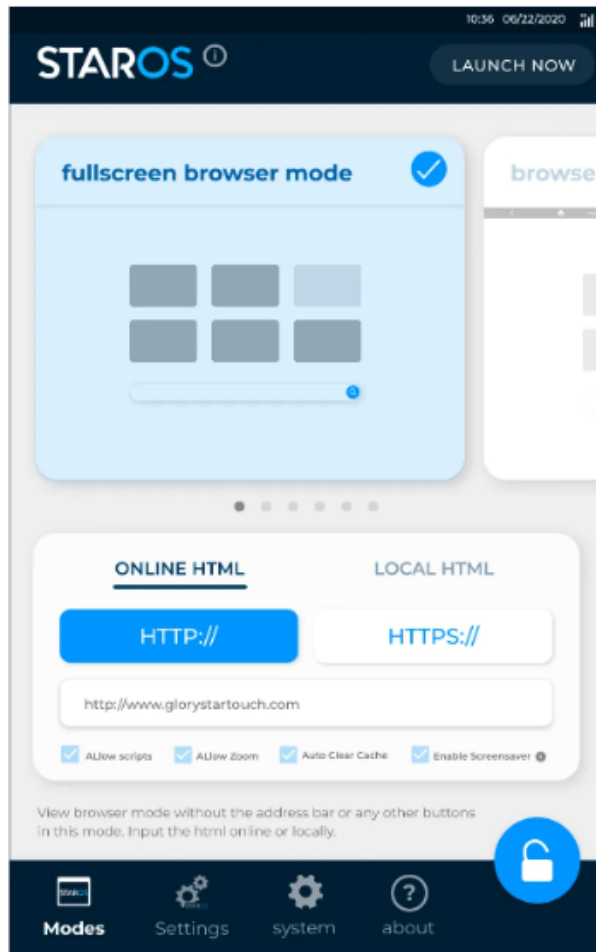 10:36 06/22/2020
STAROS
LAUNCH NOW
fullscreen browser mode
browse
ONLINE HTML
LOCAL HTML
HTTP://
HTTPS://
http://www.glorystartouch.com
ALlow scripts
ALlow Zoom
Auto Clear Cache
Enable Screensaver
View browser mode without the address bar or any other buttons
in this mode. Input the html online or locally.
STAROS
Modes
Settings
system
about